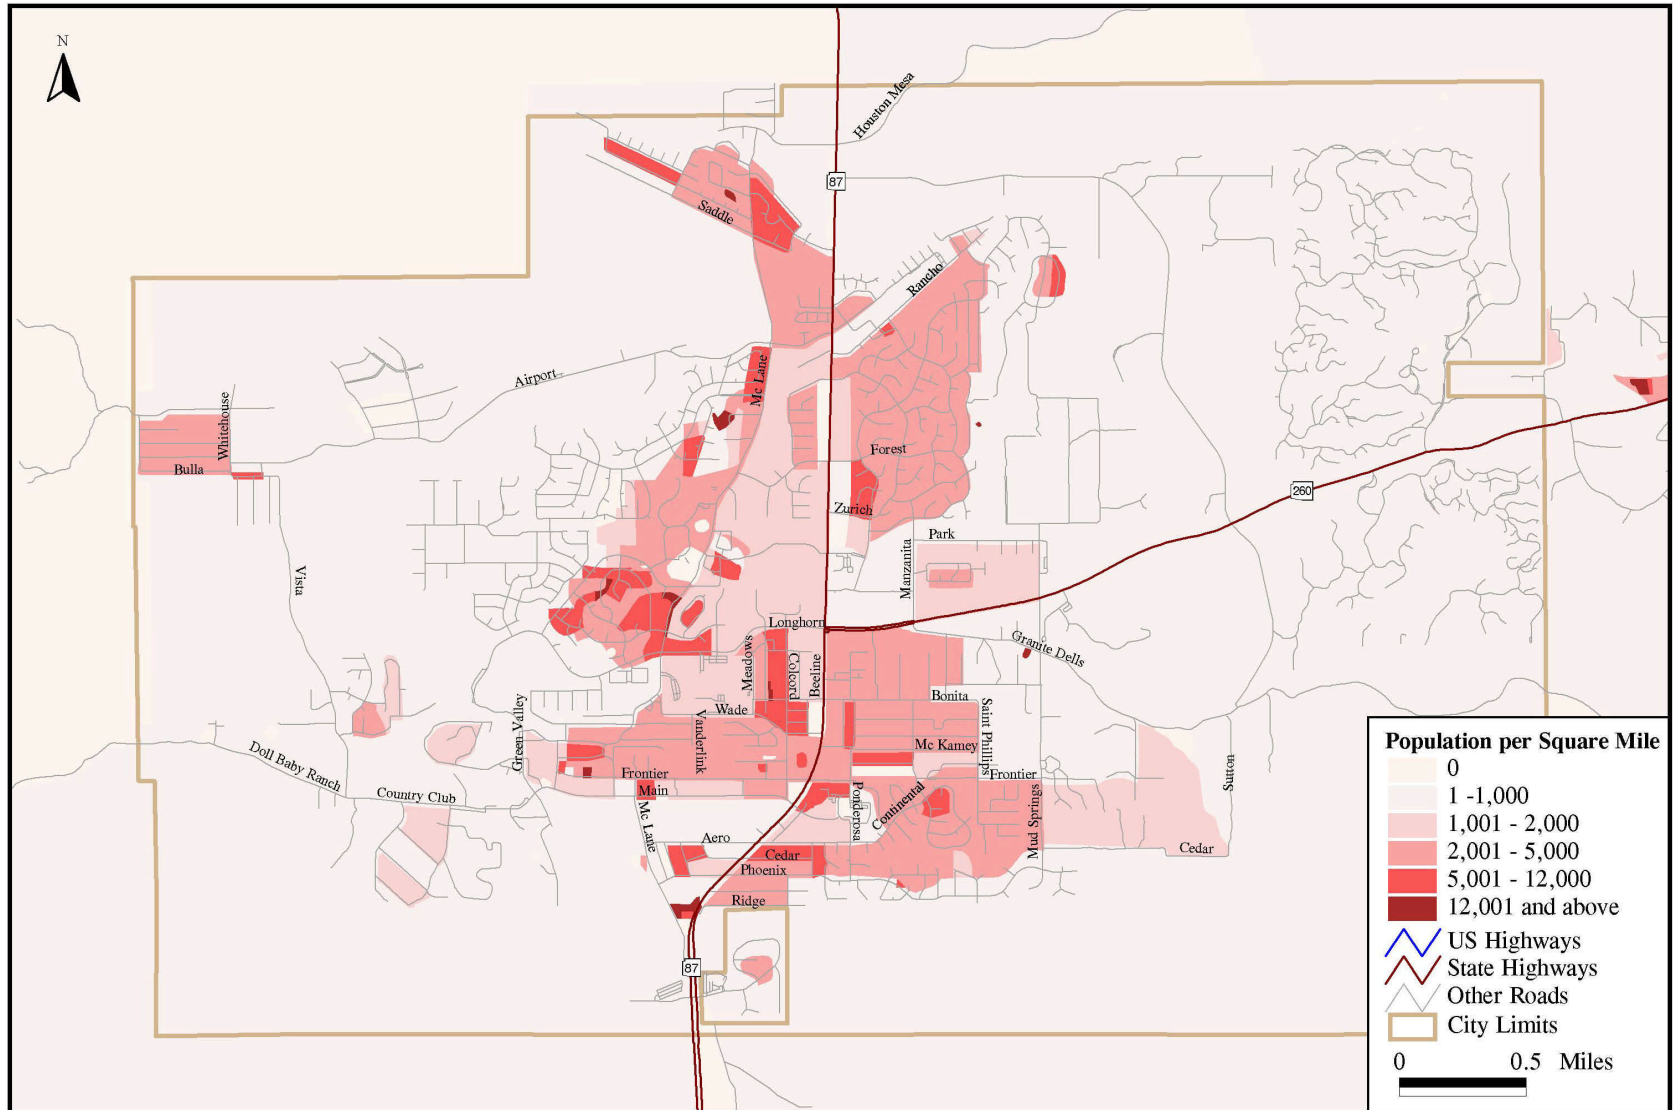 N
Houston Mesa
87
Saddle
Rancho
Mc Lane
Airport
Whitehouse
Bulla
Forest
260
Zurich
Park
Manzanita
Vista
Longhorn
Granite Dells
Meadows
Colcord
Beeline
Bonita
Wade
Saint Phillips
Green Valley
Vanderlink
Mc Kamey
Doll Baby Ranch
Frontier
Frontier
Sutton
Country Club
Main
Ponderosa
Continental
Mud Springs
Mc Lane
Aero
Cedar
Cedar
Phoenix
Ridge
87
Population per Square Mile
0
1 -1,000
1,001 - 2,000
2,001 - 5,000
5,001 - 12,000
12,001 and above
US Highways
State Highways
Other Roads
City Limits
0 0.5 Miles